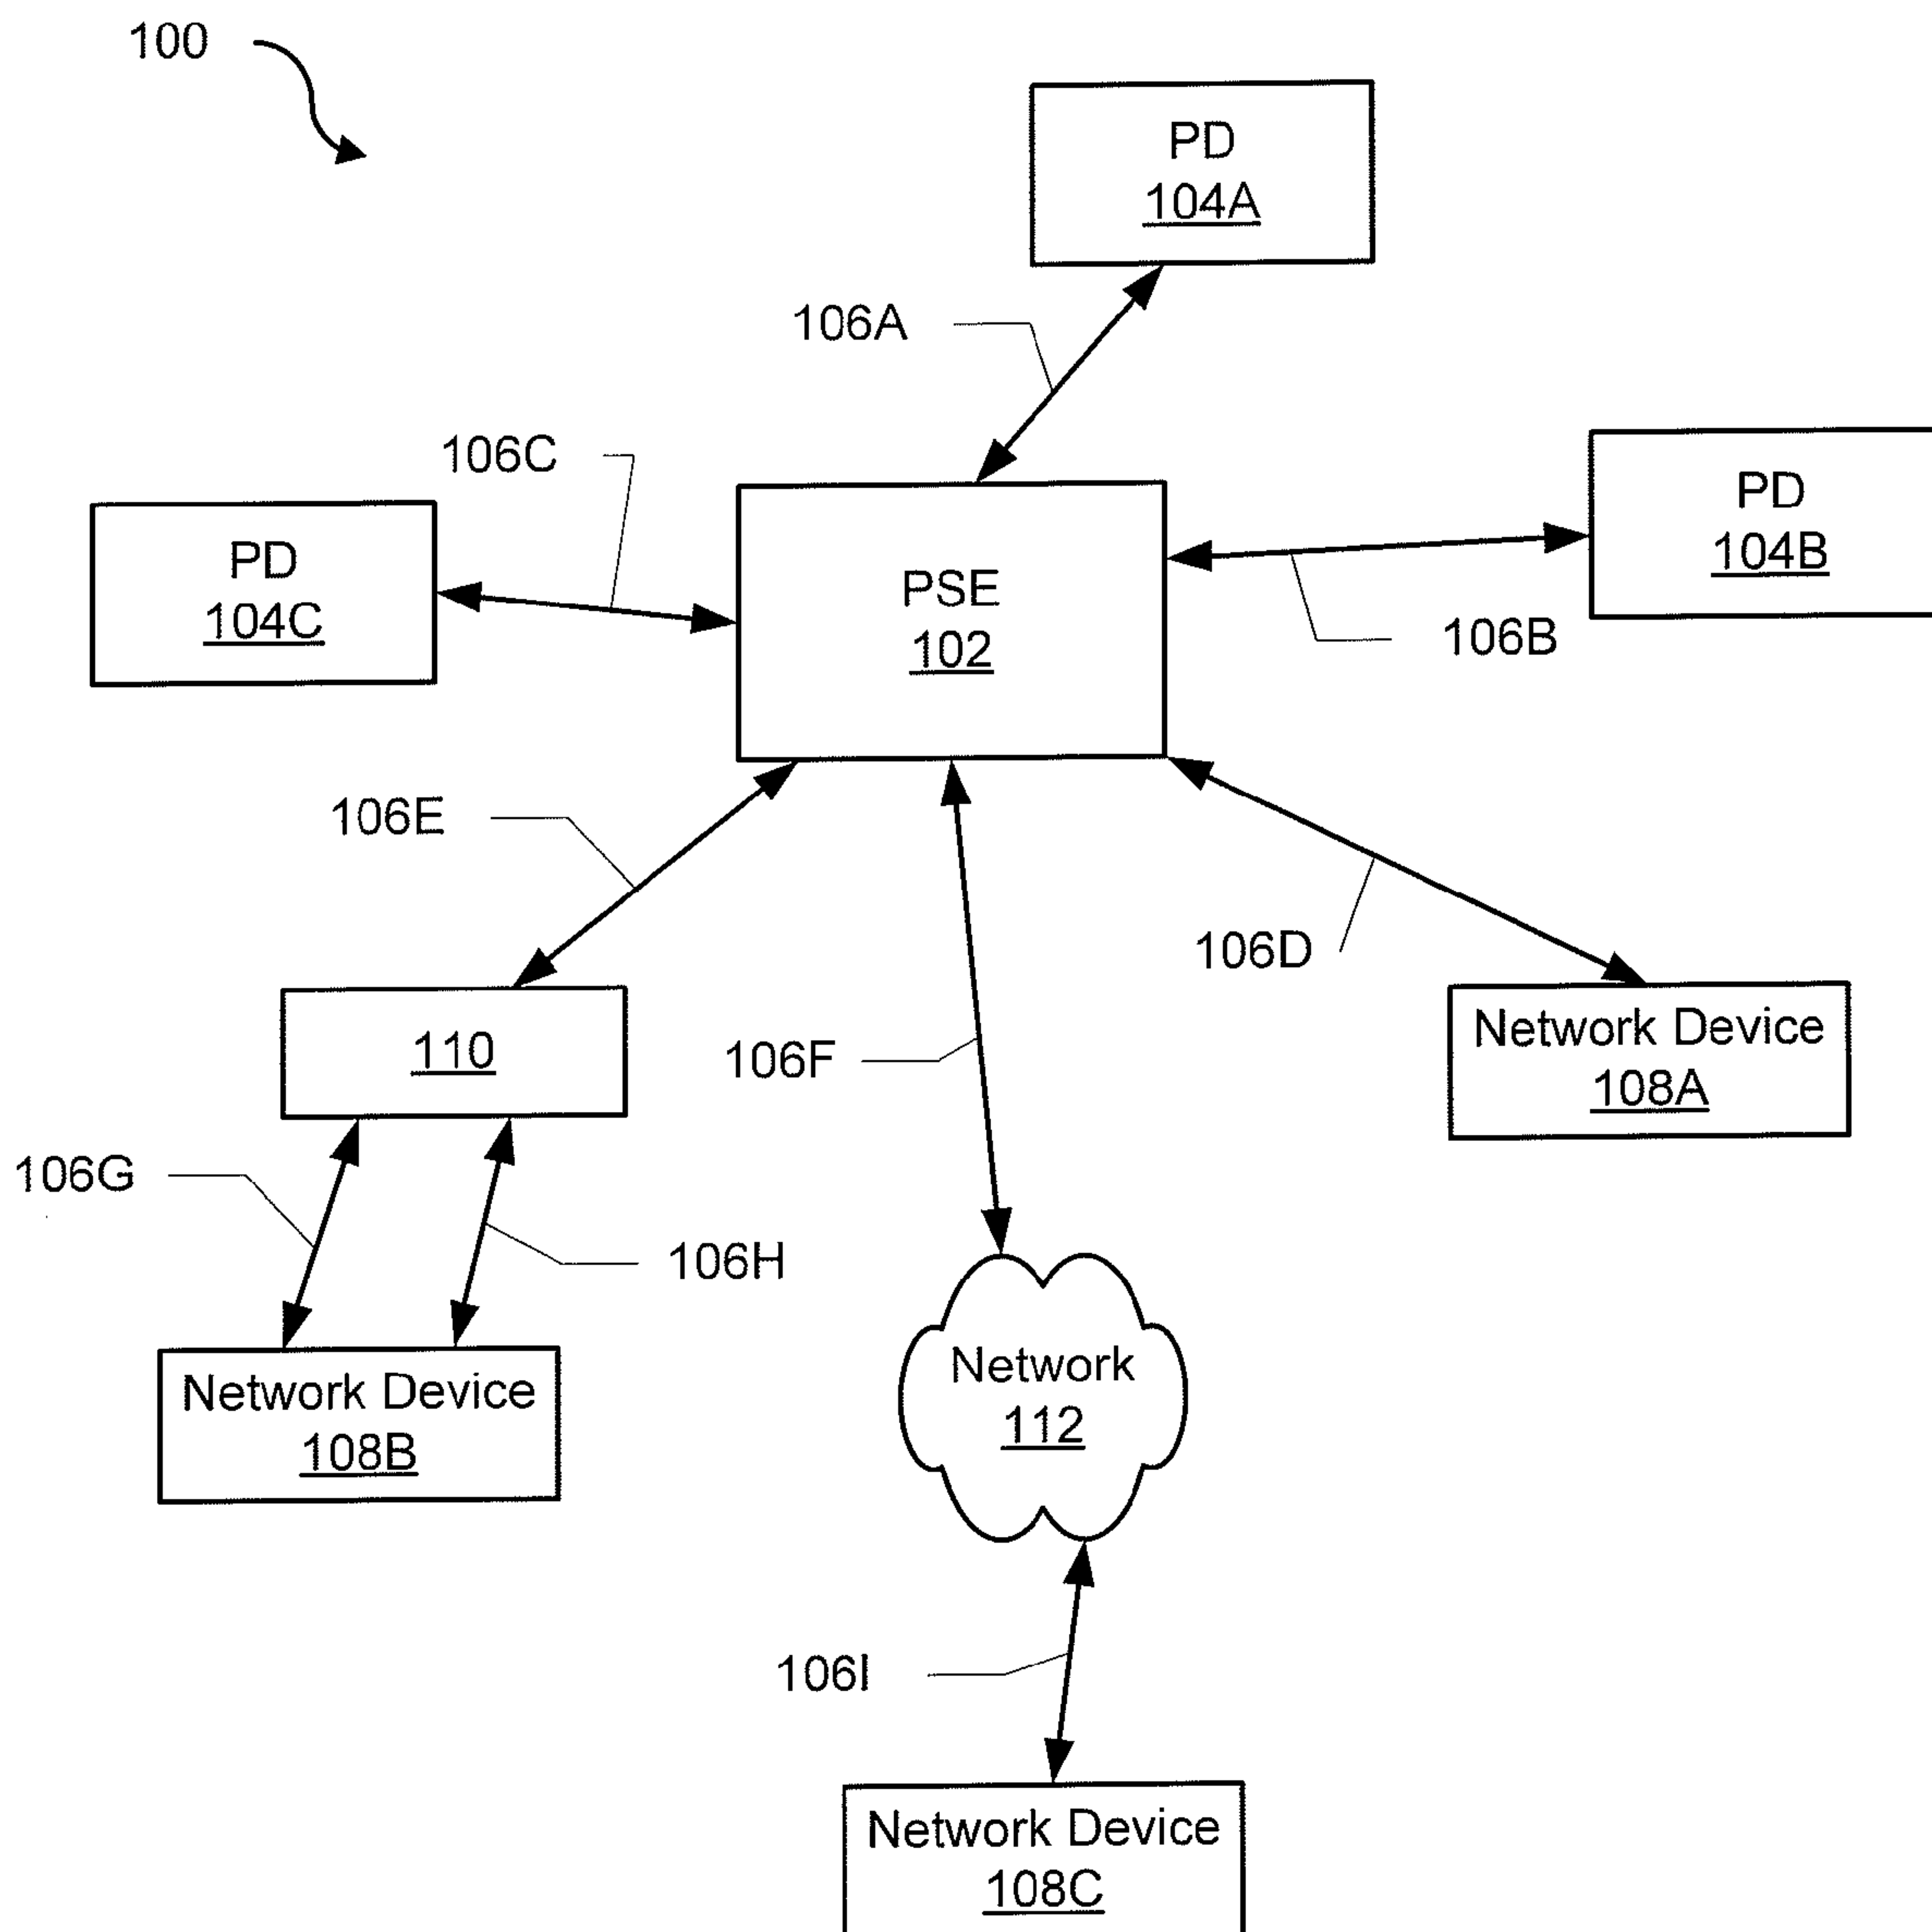 100
PD
104A
106A
106C
PD
104B
PD
104C
PSE
102
106B
106E
106D
110
106F
Network Device
108A
106G
106H
Network
112
Network Device
108B
106I
Network Device
108C